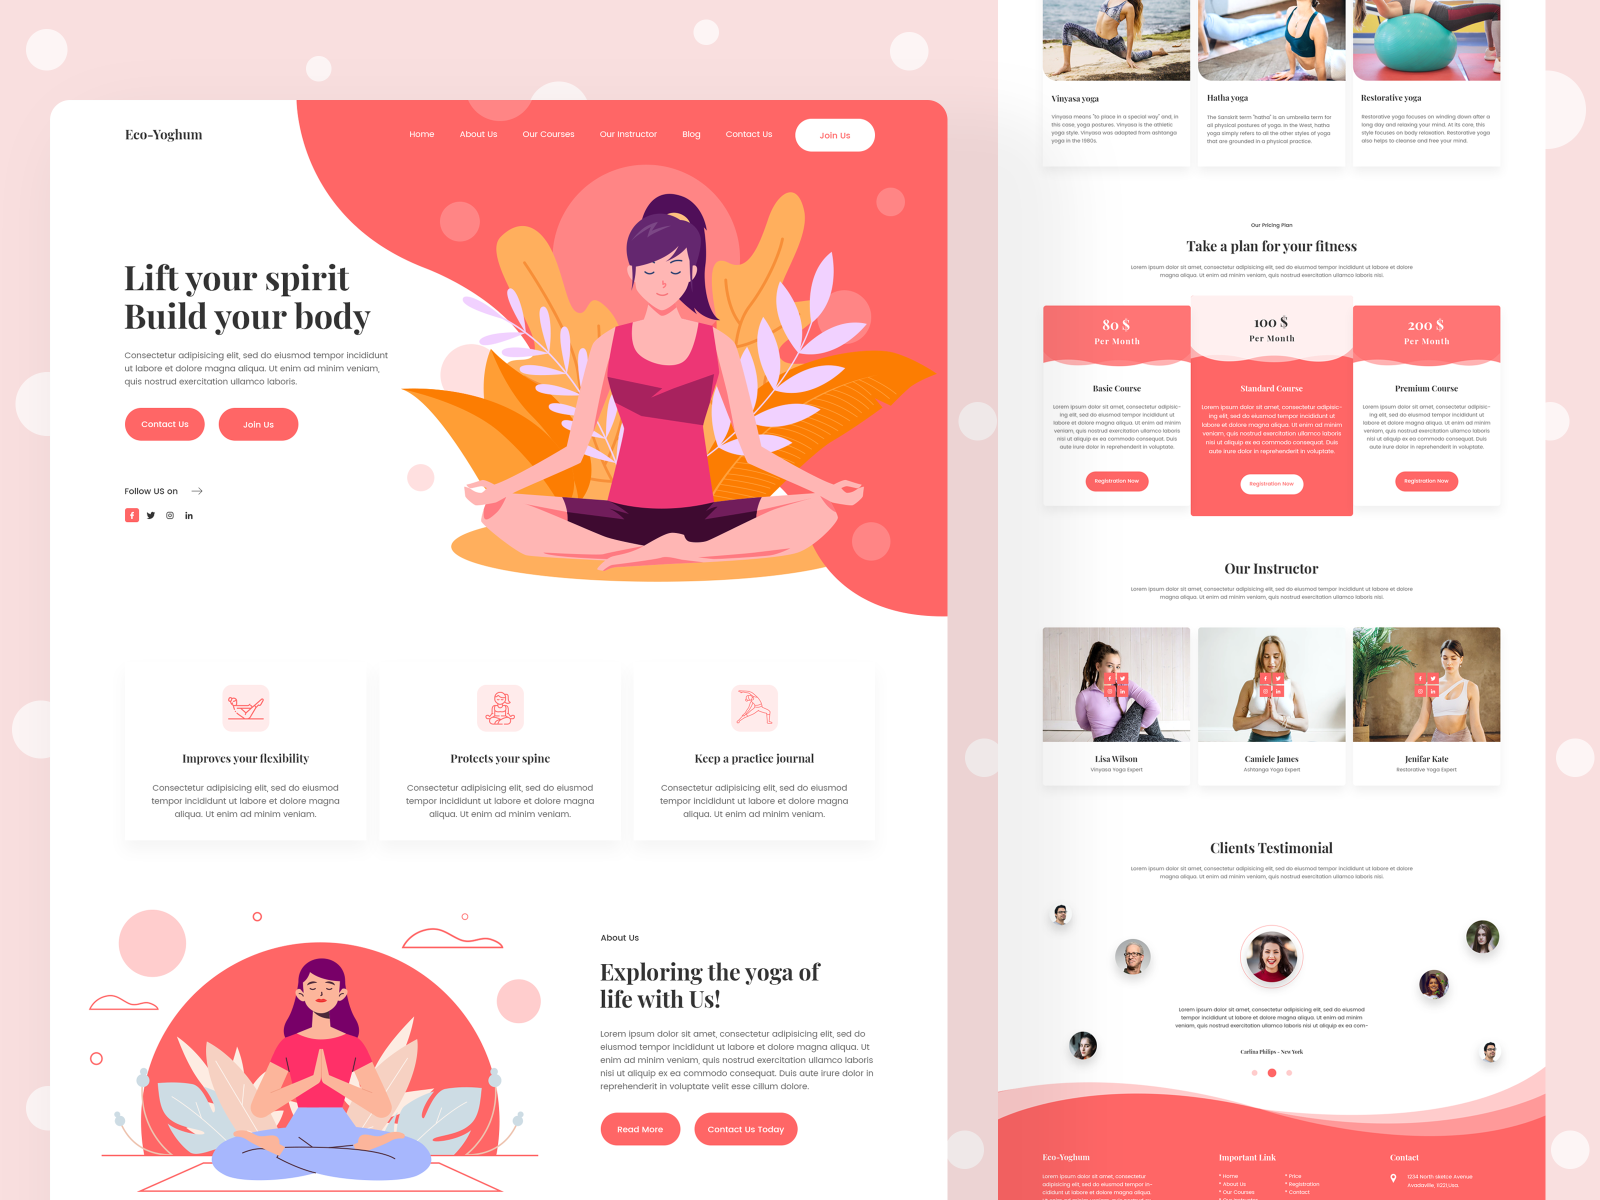 Eco-Yoghum
Home
About Us
Our Courses
Our Instructor
Blog
Contact Us
Join Us
Lift your spirit
Build your body
Consectetur adipisicing elit, sed do eiusmod tempor incididunt
ut labore et dolore magna aliqua. Ut enim ad minim veniam,
quis nostrud exercitation ullamco laboris.
Contact Us
Join Us
Follow US on
Improves your flexibility
Consectetur adipisicing elit, sed do eiusmod
tempor incididunt ut labore et dolore magna
aliqua. Ut enim ad minim veniam.
Protects your spine
Consectetur adipisicing elit, sed do eiusmod
tempor incididunt ut labore et dolore magna
aliqua. Ut enim ad minim veniam.
Keep a practice journal
Consectetur adipisicing elit, sed do eiusmod
tempor incididunt ut labore et dolore magna
aliqua. Ut enim ad minim veniam.
About Us
Exploring the yoga of
life with Us!
Lorem ipsum dolor sit amet, consectetur adipisicing elit, sed do
eiusmod tempor incididunt ut labore et dolore magna aliqua. Ut
enim ad minim veniam, quis nostrud exercitation ullamco laboris
nisi ut aliquip ex ea commodo consequat. Duis aute irure dolor in
reprehenderit in voluptate velit esse cillum dolore.
Read More
Contact Us Today
Vinyasa yoga
Vinyasa means "to place in a special way" and, in
this case, yoga postures. Vinyasa is the athletic
yoga style. Vinyasa was adapted from ashtanga
yoga in the 1980s.
Hatha yoga
The Sanskrit term "hatha" is an umbrella term for
all physical postures of yoga. In the West, hatha
yoga simply refers to all the other styles of yoga
that are grounded in a physical practice.
Restorative yoga
Restorative yoga focuses on winding down after a
long day and relaxing your mind. At its core, this
style focuses on body relaxation. Restorative yoga
also helps to cleanse and free your mind.
Our Pricing Plan
Take a plan for your fitness
Lorem ipsum dolor sit amet, consectetur adipisicing elit, sed do eiusmod tempor incididunt ut labore et dolore
magna aliqua. Ut enim ad minim veniam, quis nostrud exercitation ullamco laboris nisi.
80 $
Per Month
Basic Course
Lorem ipsum dolor sit amet, consectetur adipisic-
ing elit, sed do eiusmod tempor incididunt ut
labore et dolore magna aliqua. Ut enim ad minim
veniam, quis nostrud exercitation ullamco laboris
nisi ut aliquip ex ea commodo consequat. Duis
aute irure dolor in reprehenderit in voluptate.
Registration Now
100 $
Per Month
Standard Course
Lorem ipsum dolor sit amet, consectetur adipisic-
ing elit, sed do eiusmod tempor incididunt ut
labore et dolore magna aliqua. Ut enim ad minim
veniam, quis nostrud exercitation ullamco laboris
nisi ut aliquip ex ea commodo consequat. Duis
aute irure dolor in reprehenderit in voluptate.
Registration Now
200 $
Per Month
Premium Course
Lorem ipsum dolor sit amet, consectetur adipisic-
ing elit, sed do eiusmod tempor incididunt ut
labore et dolore magna aliqua. Ut enim ad minim
veniam, quis nostrud exercitation ullamco laboris
nisi ut aliquip ex ea commodo consequat. Duis
aute irure dolor in reprehenderit in voluptate.
Registration Now
Our Instructor
Lorem ipsum dolor sit amet, consectetur adipisicing elit, sed do eiusmod tempor incididunt ut labore et dolore
magna aliqua. Ut enim ad minim veniam, quis nostrud exercitation ullamco laboris nisi.
Lisa Wilson
Vinyasa Yoga Expert
Camiele James
Ashtanga Yoga Expert
Jenifar Kate
Restorative Yoga Expert
Clients Testimonial
Lorem ipsum dolor sit amet, consectetur adipisicing elit, sed do eiusmod tempor incididunt ut labore et dolore
magna aliqua. Ut enim ad minim veniam, quis nostrud exercitation ullamco laboris nisi.
Lorem ipsum dolor sit amet, consectetur adipisicing elit, sed do eiusmod tempor
incididunt ut labore et dolore magna aliqua. Ut enim ad minim
veniam, quis nostrud exercitation ullamco laboris nisi ut aliquip ex ea com-
Carlina Philips - New York
Eco-Yoghum
Lorem ipsum dolor sit amet, consectetur
adipisicing elit, sed do eiusmod tempor in-
cididunt ut labore et dolore magna aliqua.
Important Link
* Home
* About Us
* Our Courses
* Price
* Registration
* Contact
Contact
1234 North disctce Avenue
Avadaville, 11221.Usa.